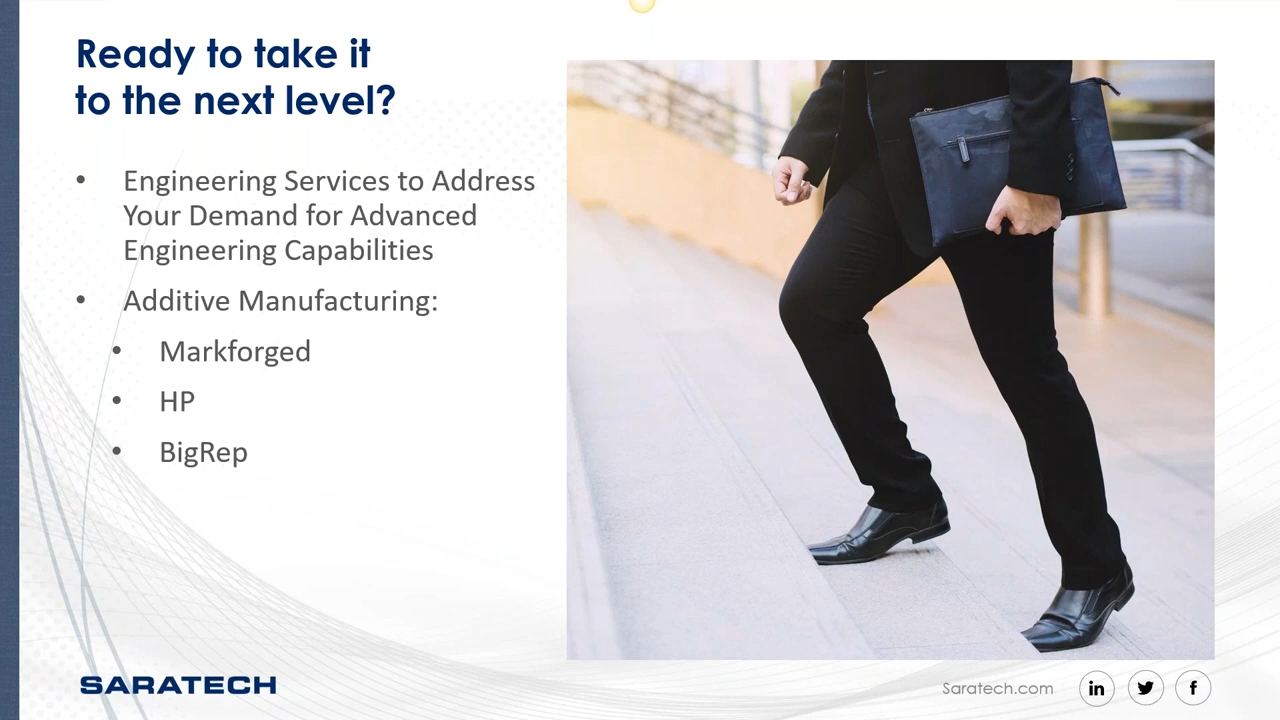 Ready to take it
to the next level?
• Engineering Services to Address
Your Demand for Advanced
Engineering Capabilities
• Additive Manufacturing:
• Markforged
• HP
• BigRep
SARATECH
Saratech.com
in
f